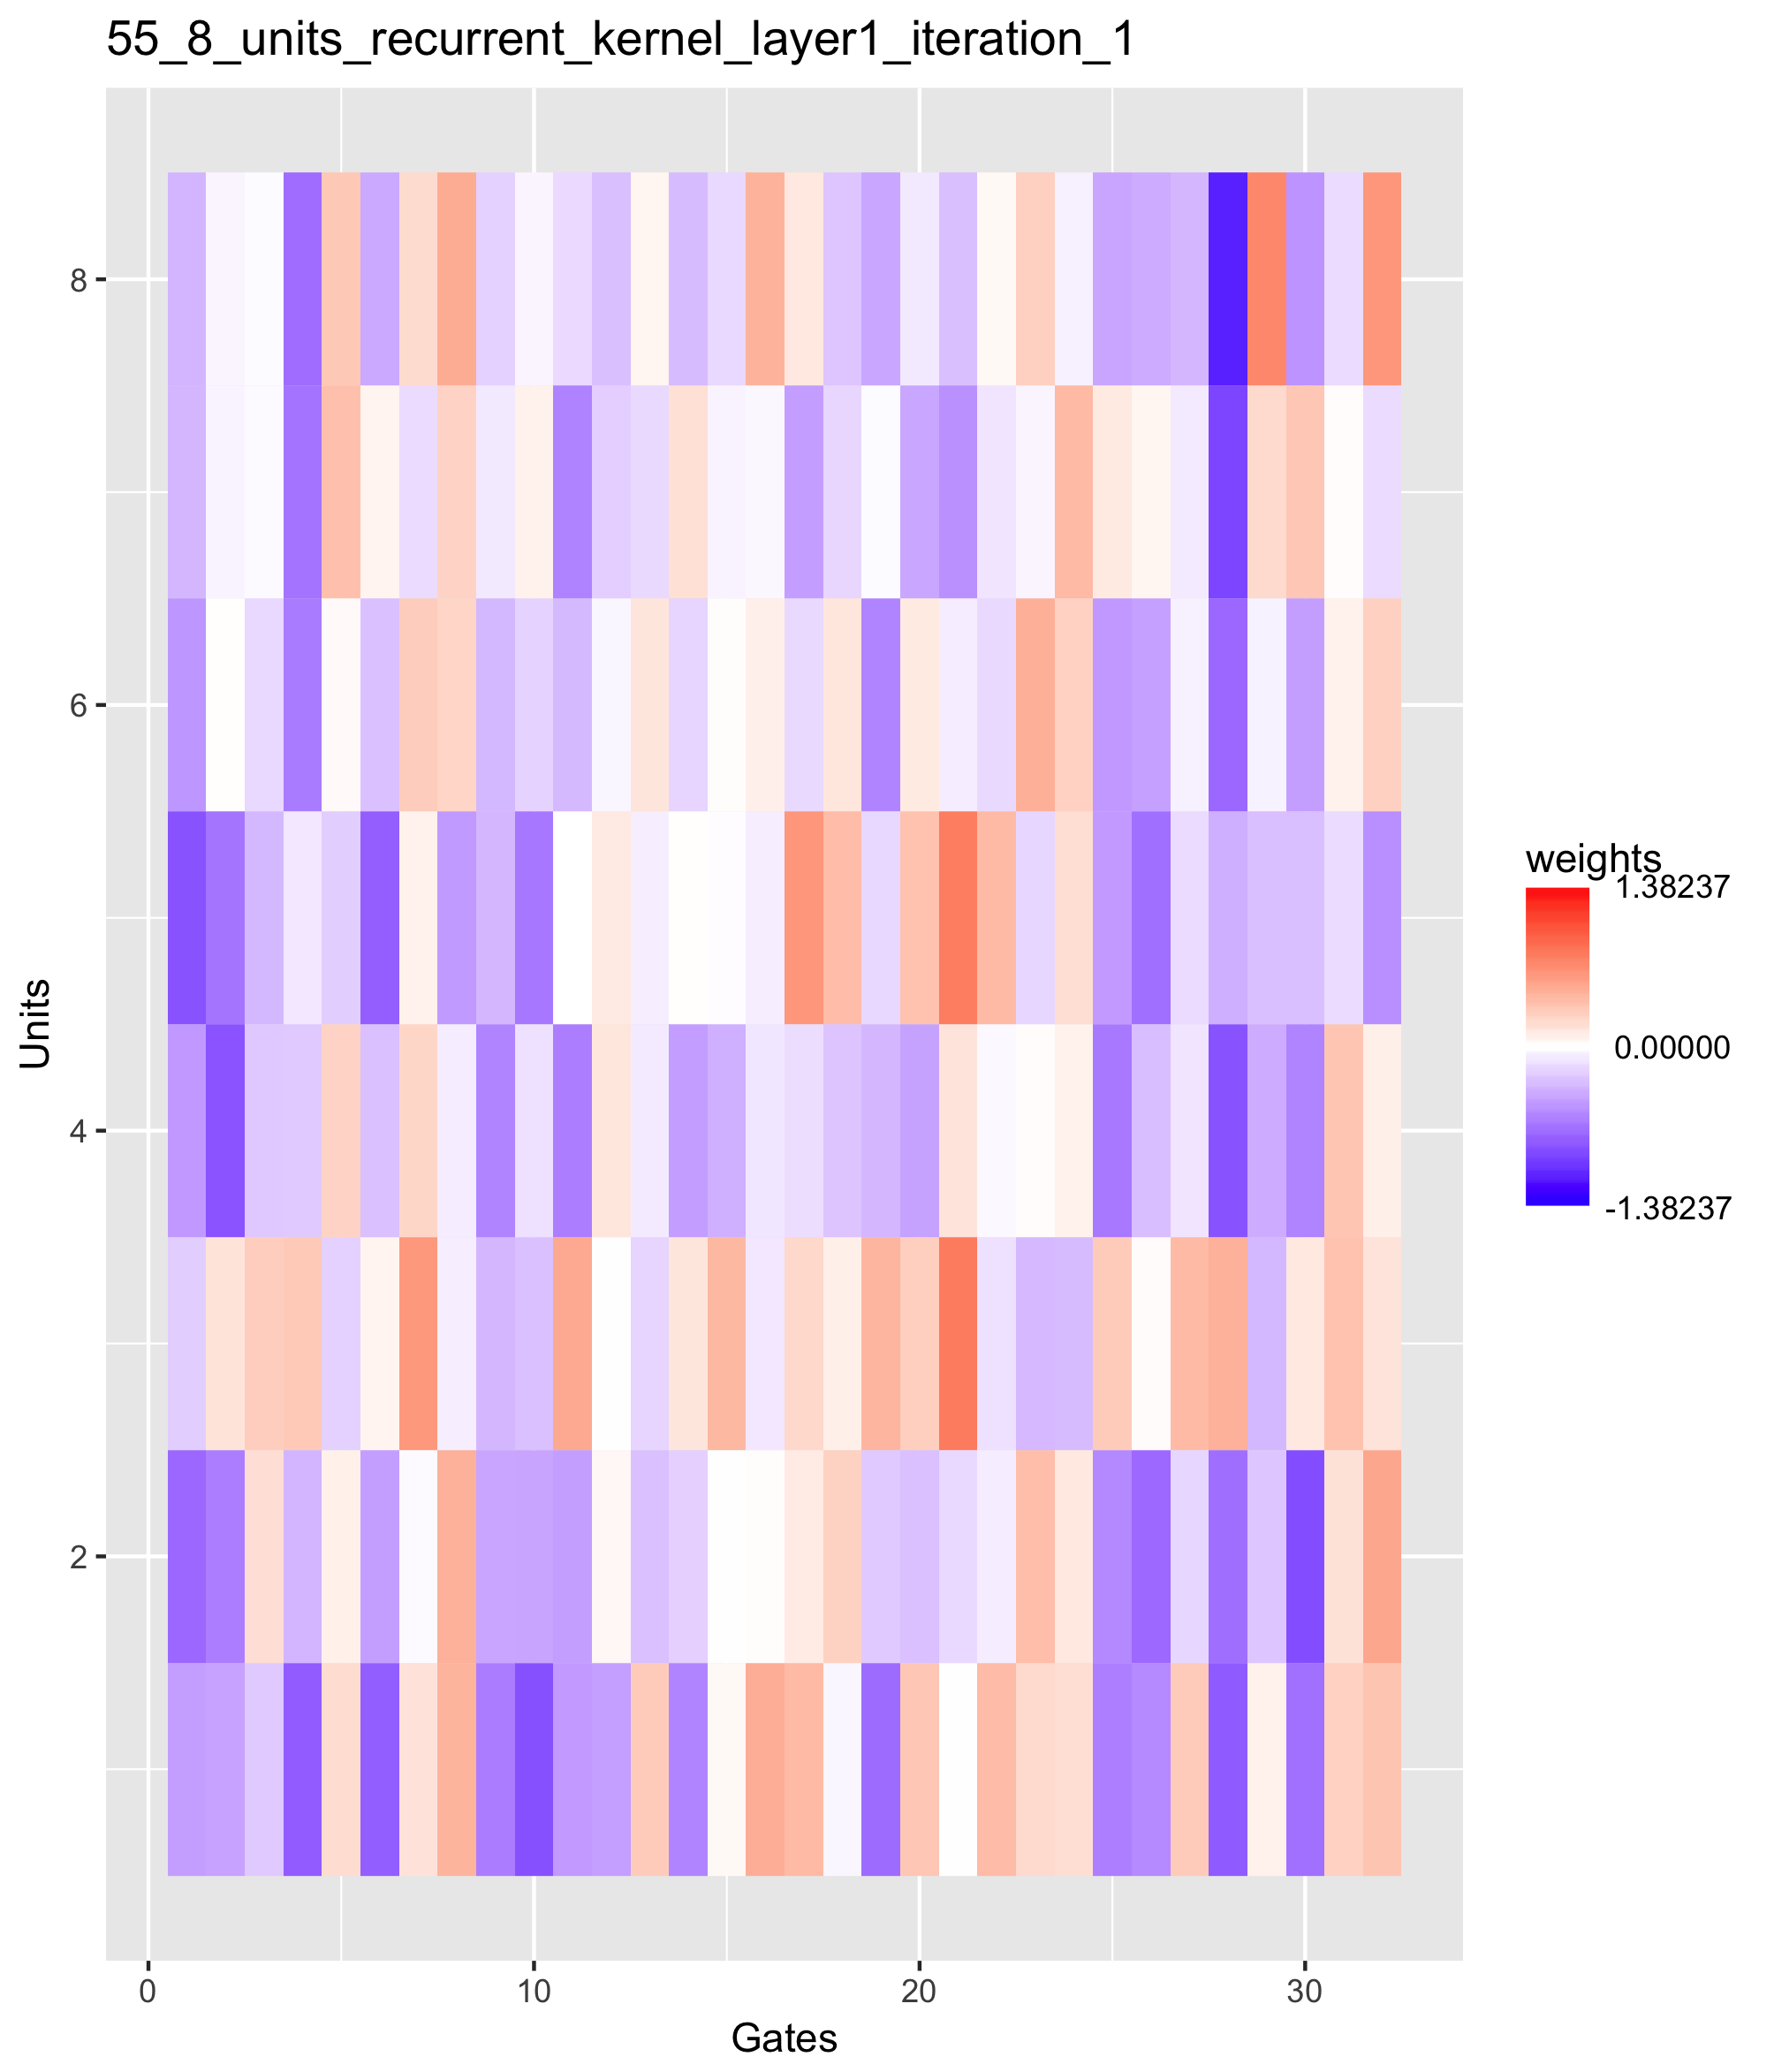 55_8_units_recurrent_kernel_layer1_iteration_1
8
6
4
2
Units
0
10
20
30
Gates
weights
1.38237
0.00000
-1.38237